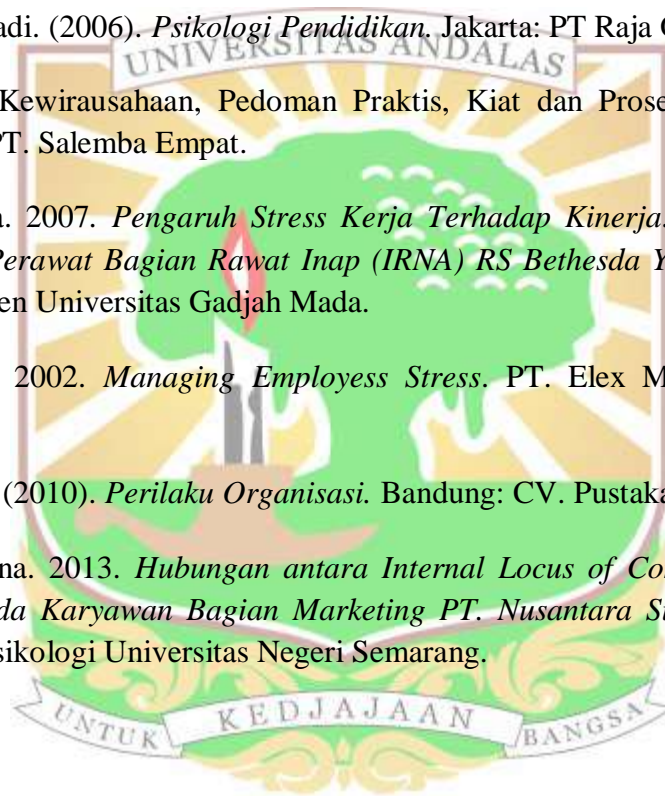 adi. (2006). Psikologi Pendidikan. Jakarta: PT Raja
UNIVERSITAS ANDALAS
Kewirausahaan, Pedoman Praktis, Kiat dan Prose
PT. Salemba Empat.
a. 2007. Pengaruh Stress Kerja Terhadap Kinerja.
Perawat Bagian Rawat Inap (IRNA) RS Bethesda Y
en Universitas Gadjah Mada.
2002. Managing Employess Stress. PT. Elex M
(2010). Perilaku Organisasi. Bandung: CV. Pustaka
na. 2013. Hubungan antara Internal Locus of Co
da Karyawan Bagian Marketing PT. Nusantara S
sikologi Universitas Negeri Semarang.
UNTUK KEDJAJAAN BANGSA